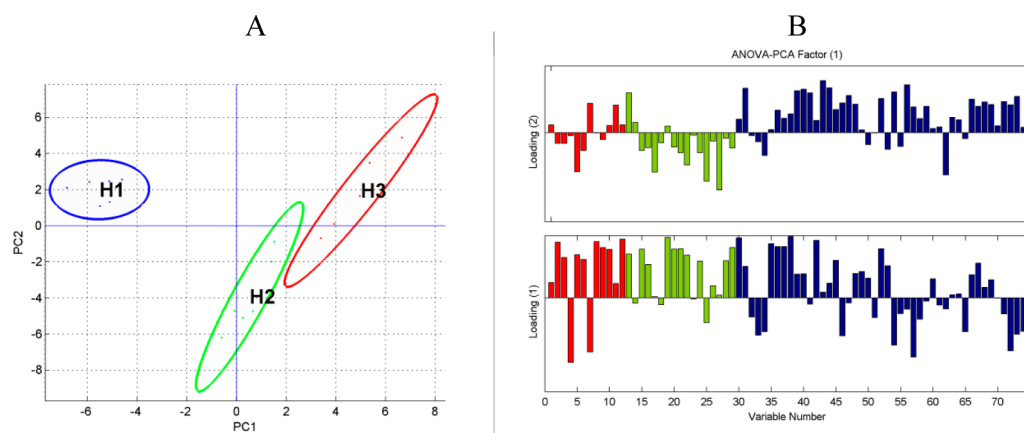 A
B
ANOVA-PCA Factor (1)
6
4
2
0
-2
-4
-6
-8
PC2
H1
H2
H3
-6
-4
-2
0
2
4
6
8
PC1
Loading (2)
Loading (1)
0
5
10
15
20
25
30
35
40
45
50
55
60
65
70
Variable Number